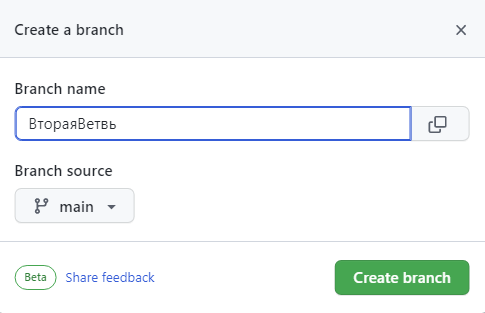 Create a branch
Branch name
ВтораяВетвь
Branch source
main
Beta Share feedback Create branch